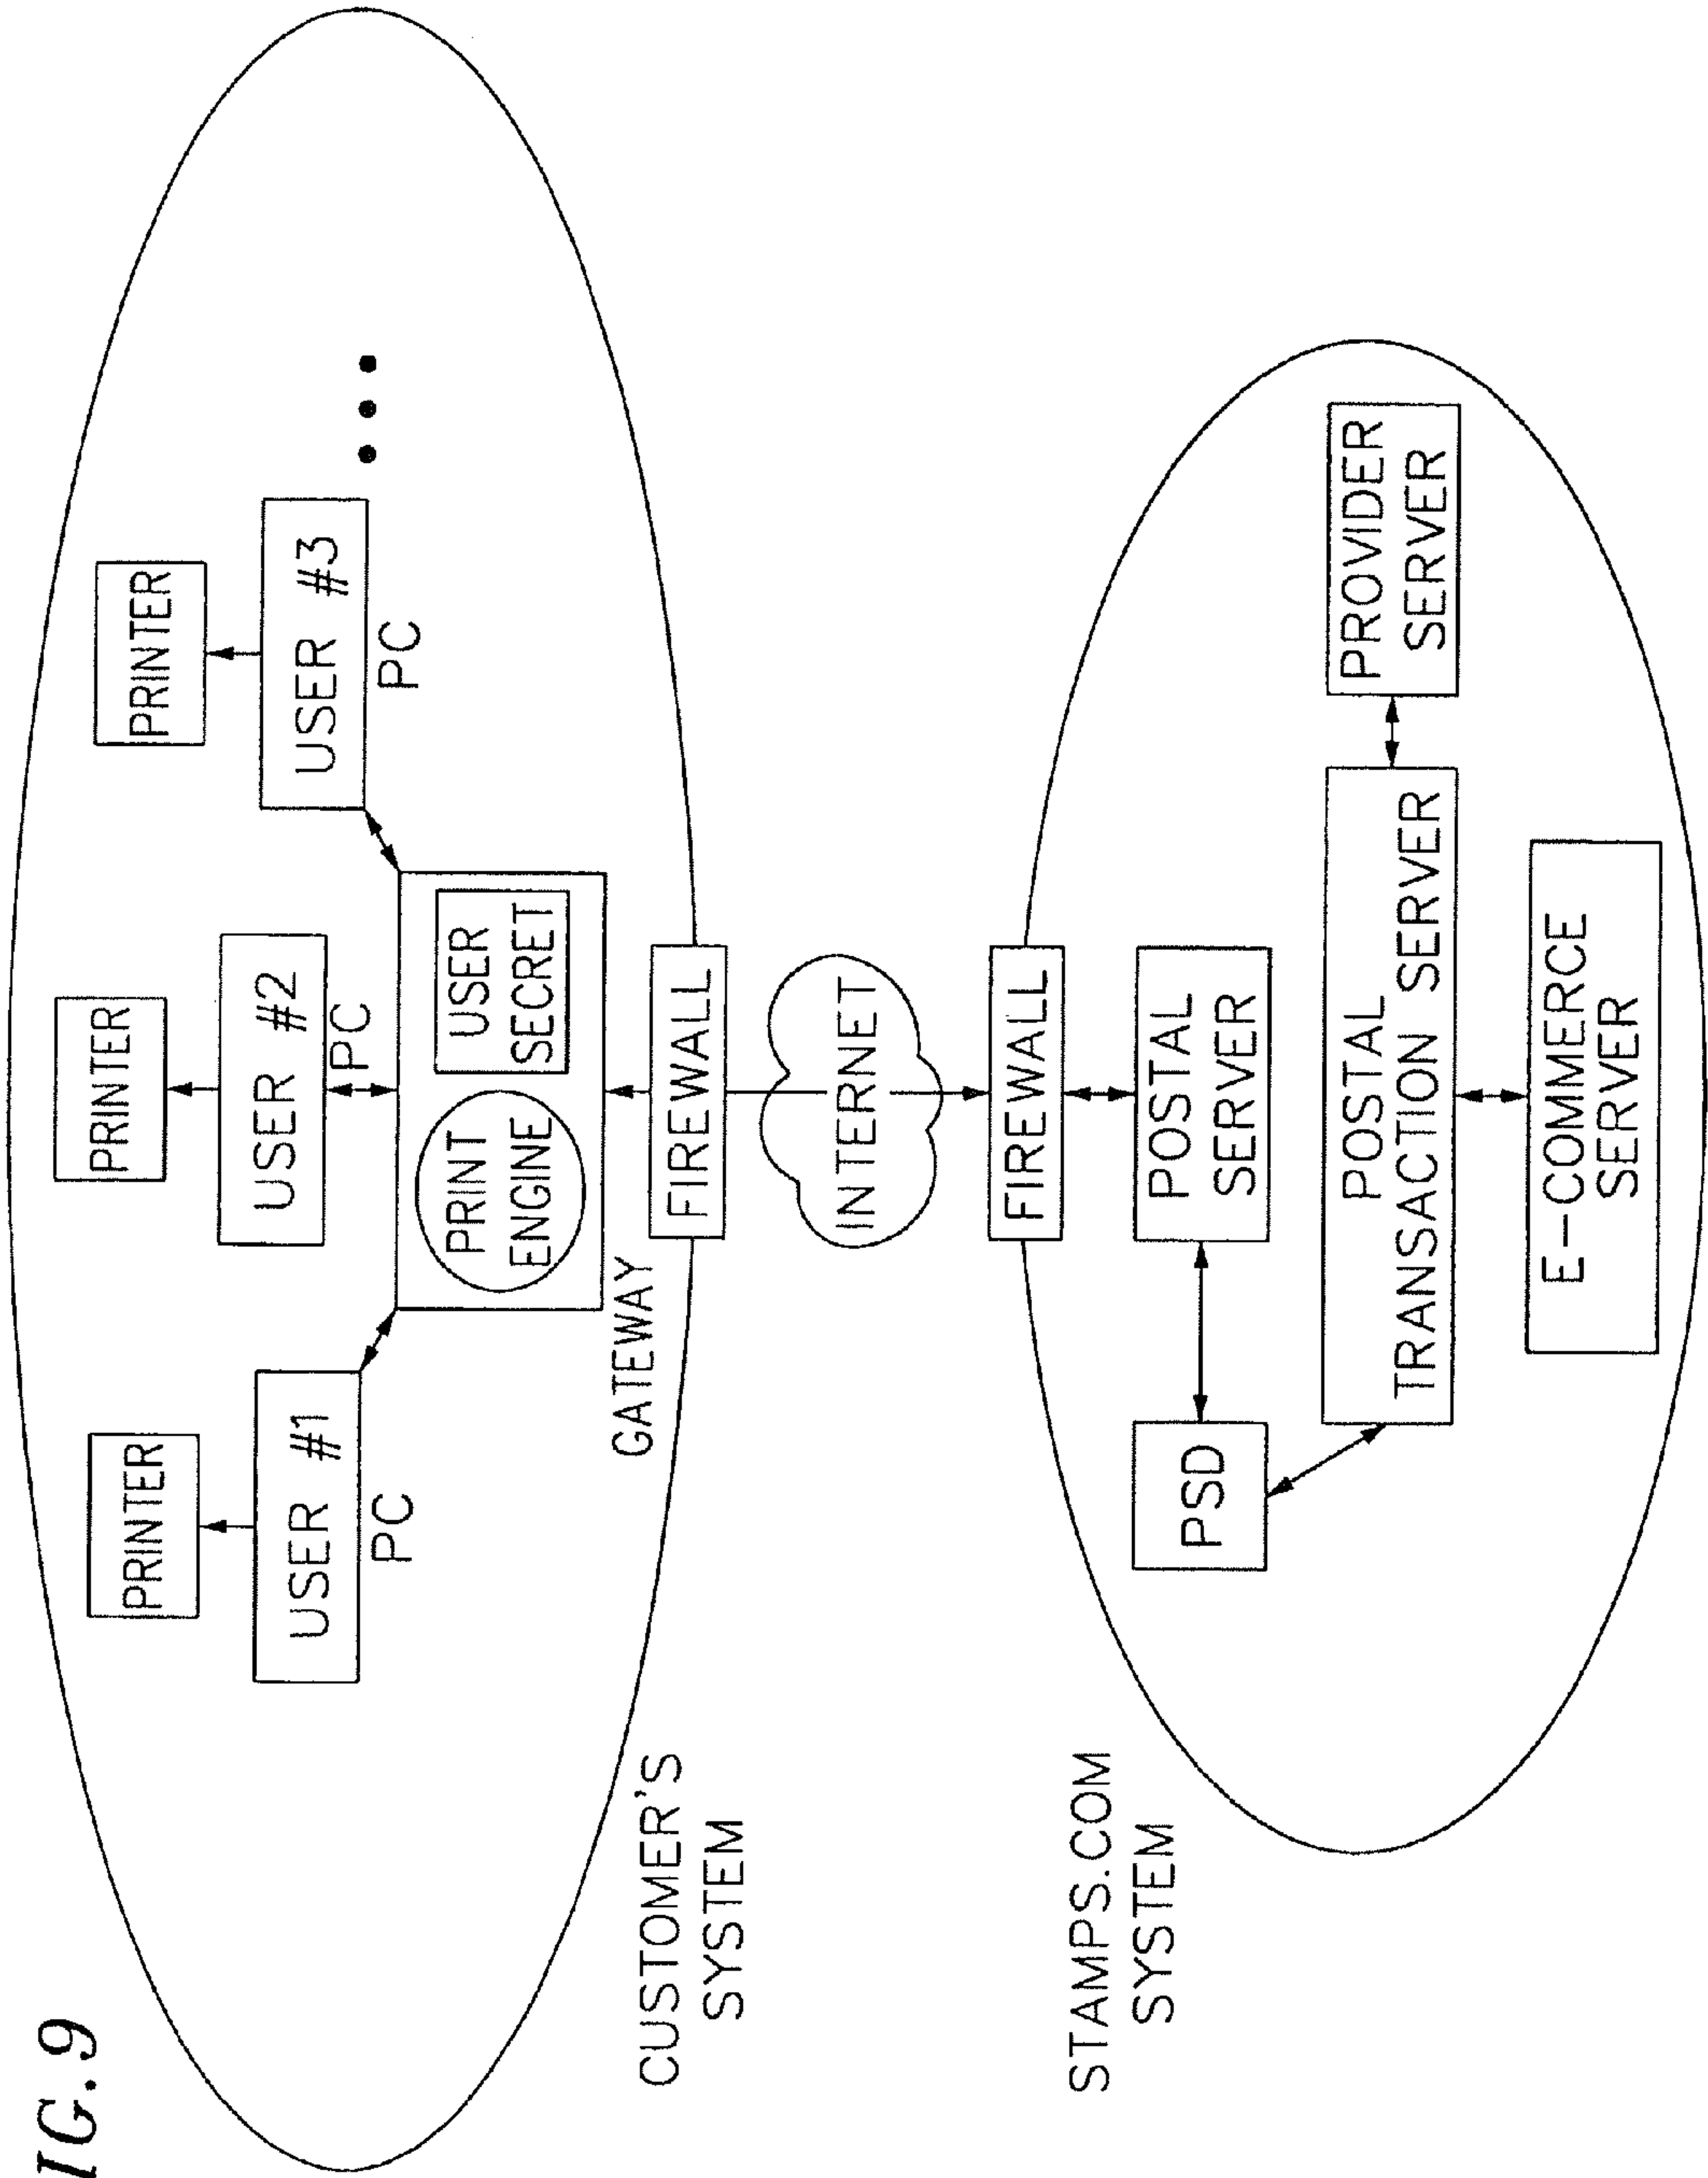 IG.9
PRINTER
PRINTER
PRINTER
USER #1
PC
USER #2
PC
USER #3
PC
PRINT
ENGINE
USER
SECRET
GATEWAY
FIREWALL
CUSTOMER'S
SYSTEM
INTERNET
STAMPS.COM
SYSTEM
FIREWALL
PSD
POSTAL
SERVER
POSTAL
TRANSACTION SERVER
PROVIDER
SERVER
E-COMMERCE
SERVER